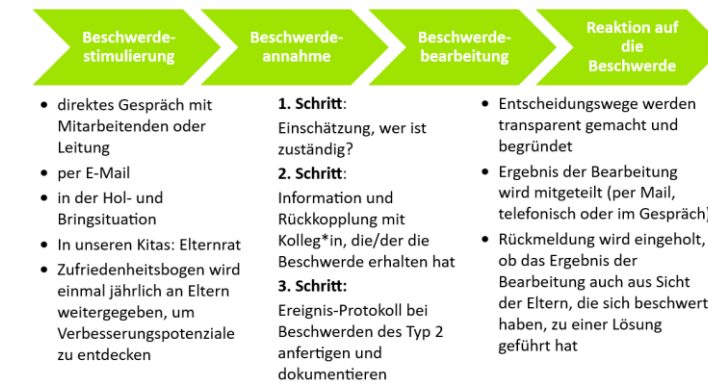 Beschwerde-
stimulierung
Beschwerde-
annahme
Beschwerde-
bearbeitung
Reaktion auf
die
Beschwerde
• direktes Gespräch mit
Mitarbeitenden oder
Leitung
• per E-Mail
• in der Hol- und
Bringsituation
• In unseren Kitas: Elternrat
• Zufriedenheitsbogen wird
einmal jährlich an Eltern
weitergegeben, um
Verbesserungspotenziale
zu entdecken
1. Schritt:
Einschätzung, wer ist
zuständig?
2. Schritt:
Information und
Rückkopplung mit
Kolleg*in, die/der die
Beschwerde erhalten hat
3. Schritt:
Ereignis-Protokoll bei
Beschwerden des Typ 2
anfertigen und
dokumentieren
• Entscheidungswege werden
transparent gemacht und
begründet
• Ergebnis der Bearbeitung
wird mitgeteilt (per Mail,
telefonisch oder im Gespräch)
• Rückmeldung wird eingeholt,
ob das Ergebnis der
Bearbeitung auch aus Sicht
der Eltern, die sich beschwert
haben, zu einer Lösung
geführt hat